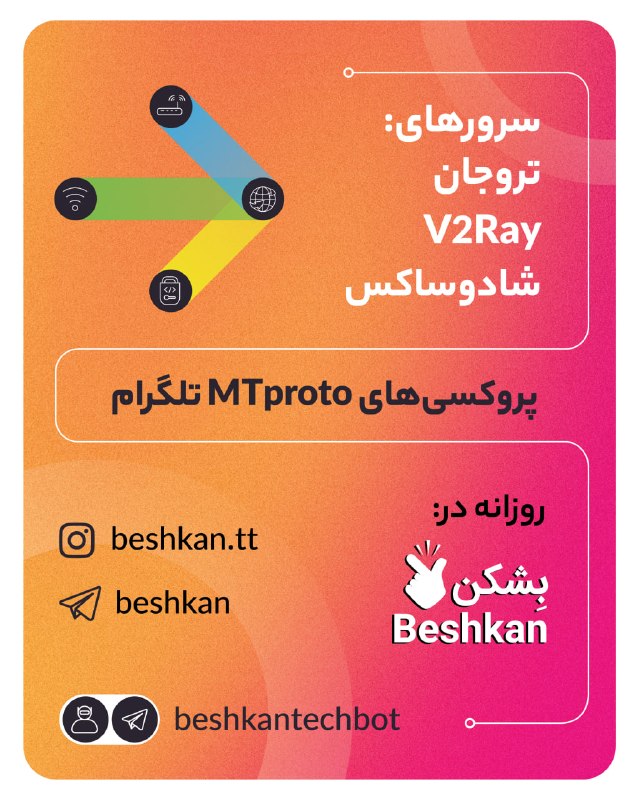 سرورهای:
تروجان
V2Ray
شادوساکس
پروکسی‌های MTproto تلگرام
روزانه در:
بِشکن
Beshkan
beshkan.tt
beshkan
beshkantechbot